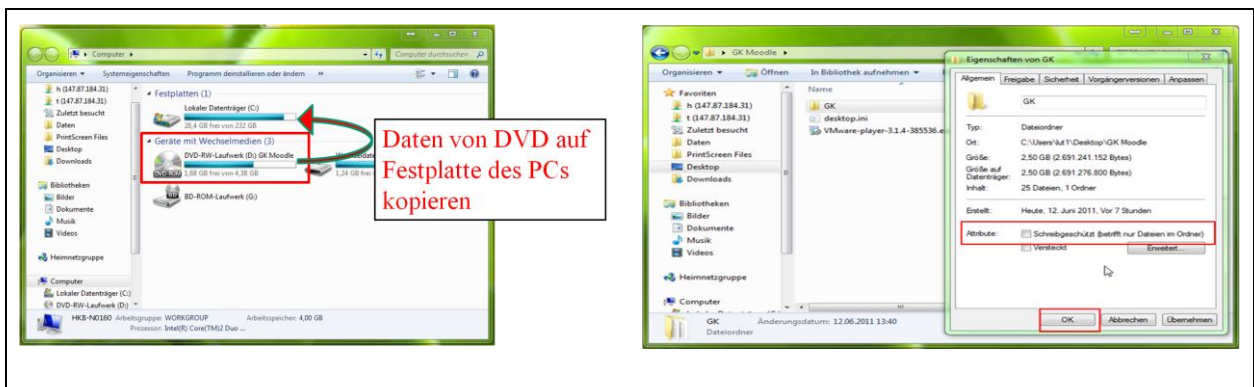 Computer
Computer durchsuchen
Organisieren Systemeigenschaften Programm deinstallieren oder ändern »
h (147.87.184.31)
t (147.87.184.31)
Zuletzt besucht
Daten
PrintScreen Files
Desktop
Downloads
Bibliotheken
Bilder
Dokumente
Musik
Videos
Heimnetzgruppe
Computer
Lokaler Datenträger (C:)
DVD-RW-Laufwerk (D:)
Festplatten (1)
Lokaler Datenträger (C:)
26,4 GB frei von 232 GB
Geräte mit Wechselmedien (3)
DVD-RW-Laufwerk (D:) GK Moodle
1,68 GB frei von 4,38 GB
1,24 GB frei
BD-ROM-Laufwerk (G:)
Daten von DVD auf
Festplatte des PCs
kopieren
HKB-N0160 Arbeitsgruppe: WORKGROUP Arbeitsspeicher: 4,00 GB
Prozessor: Intel(R) Core(TM)2 Duo ...
GK Moodle
Organisieren Öffnen In Bibliothek aufnehmen
Favoriten
h (147.87.184.31)
t (147.87.184.31)
Zuletzt besucht
Daten
PrintScreen Files
Desktop
Downloads
Bibliotheken
Bilder
Dokumente
Musik
Videos
Heimnetzgruppe
Computer
Name
GK
desktop.ini
VMware-player-3.1.4-385536.e
GK Änderungsdatum: 12.06.2011 13:40
Dateiordner
Eigenschaften von GK
Allgemein Freigabe Sicherheit Vorgängerversionen Anpassen
GK
Typ: Dateiordner
Ort: C:\Users\lut1\Desktop\GK Moodle
Größe: 2,50 GB (2.691.241.152 Bytes)
Größe auf Datenträger: 2,50 GB (2.691.276.800 Bytes)
Inhalt: 25 Dateien, 1 Ordner
Erstellt: Heute, 12. Juni 2011, Vor 7 Stunden
Attribute: Schreibgeschützt (betrifft nur Dateien im Ordner)
Versteckt Erweitert...
OK Abbrechen Übernehmen